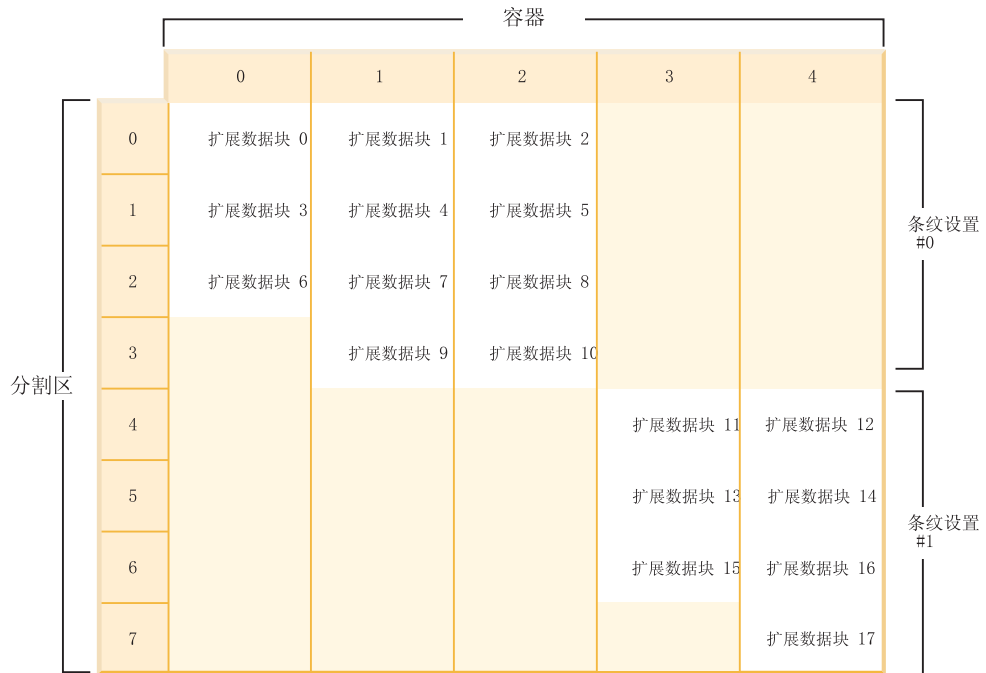 容器
0 1 2 3 4
0 扩展数据块 0 扩展数据块 1 扩展数据块 2
1 扩展数据块 3 扩展数据块 4 扩展数据块 5
条纹设置
#0
2 扩展数据块 6 扩展数据块 7 扩展数据块 8
3 扩展数据块 9 扩展数据块 10
分割区
4 扩展数据块 11 扩展数据块 12
5 扩展数据块 13 扩展数据块 14
条纹设置
#1
6 扩展数据块 15 扩展数据块 16
7 扩展数据块 17